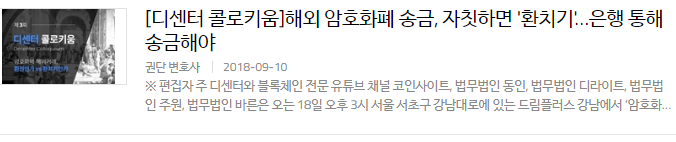 제3회
디센터 콜로키움
Decenter Colloquium
[디센터 콜로키움]해외 암호화폐 송금, 자칫하면 '환치기'…은행 통해
송금해야
권단 변호사 | 2018-09-10
※ 편집자 주 디센터와 블록체인 전문 유튜브 채널 코인사이트, 법무법인 동인, 법무법인 디라이트, 법무법
인 주원, 법무법인 바른은 오는 18일 오후 3시 서울 서초구 강남대로에 있는 드림플러스 강남에서 '암호화...